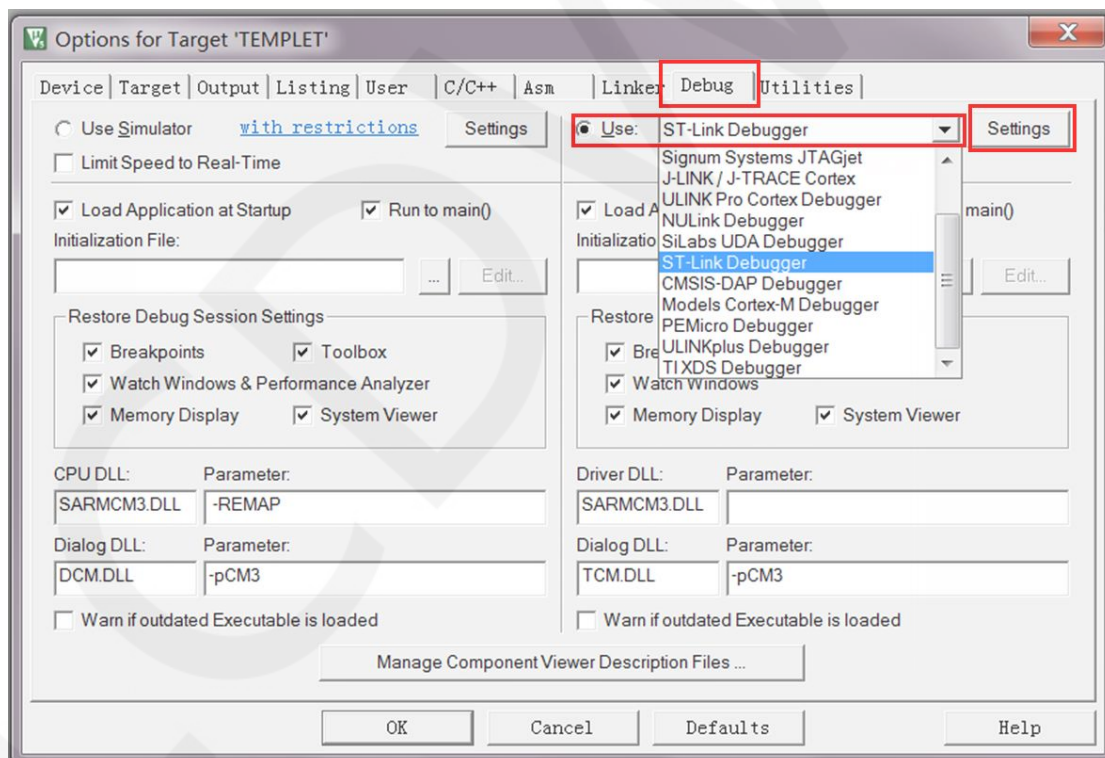 Options for Target 'TEMPLET'
Device Target Output Listing User C/C++ Asm Linker Debug Utilities
Use Simulator with restrictions Settings
Limit Speed to Real-Time
Load Application at Startup Run to main()
Initialization File:
... Edit...
Restore Debug Session Settings
Breakpoints Toolbox
Watch Windows & Performance Analyzer
Memory Display System Viewer
CPU DLL: Parameter:
SARMCM3.DLL -REMAP
Dialog DLL: Parameter:
DCM.DLL -pCM3
Warn if outdated Executable is loaded
Use: ST-Link Debugger Settings
Signum Systems JTAGjet
J-LINK / J-TRACE Cortex
ULINK Pro Cortex Debugger
NULink Debugger
SiLabs UDA Debugger
ST-Link Debugger
CMSIS-DAP Debugger
Models Cortex-M Debugger
PEMicro Debugger
ULINKplus Debugger
TI XDS Debugger
Load A main()
Initializatio
Edit...
Restore
Bre
Watch Windows
Memory Display System Viewer
Driver DLL: Parameter:
SARMCM3.DLL
Dialog DLL: Parameter:
TCM.DLL -pCM3
Warn if outdated Executable is loaded
Manage Component Viewer Description Files ...
OK Cancel Defaults Help